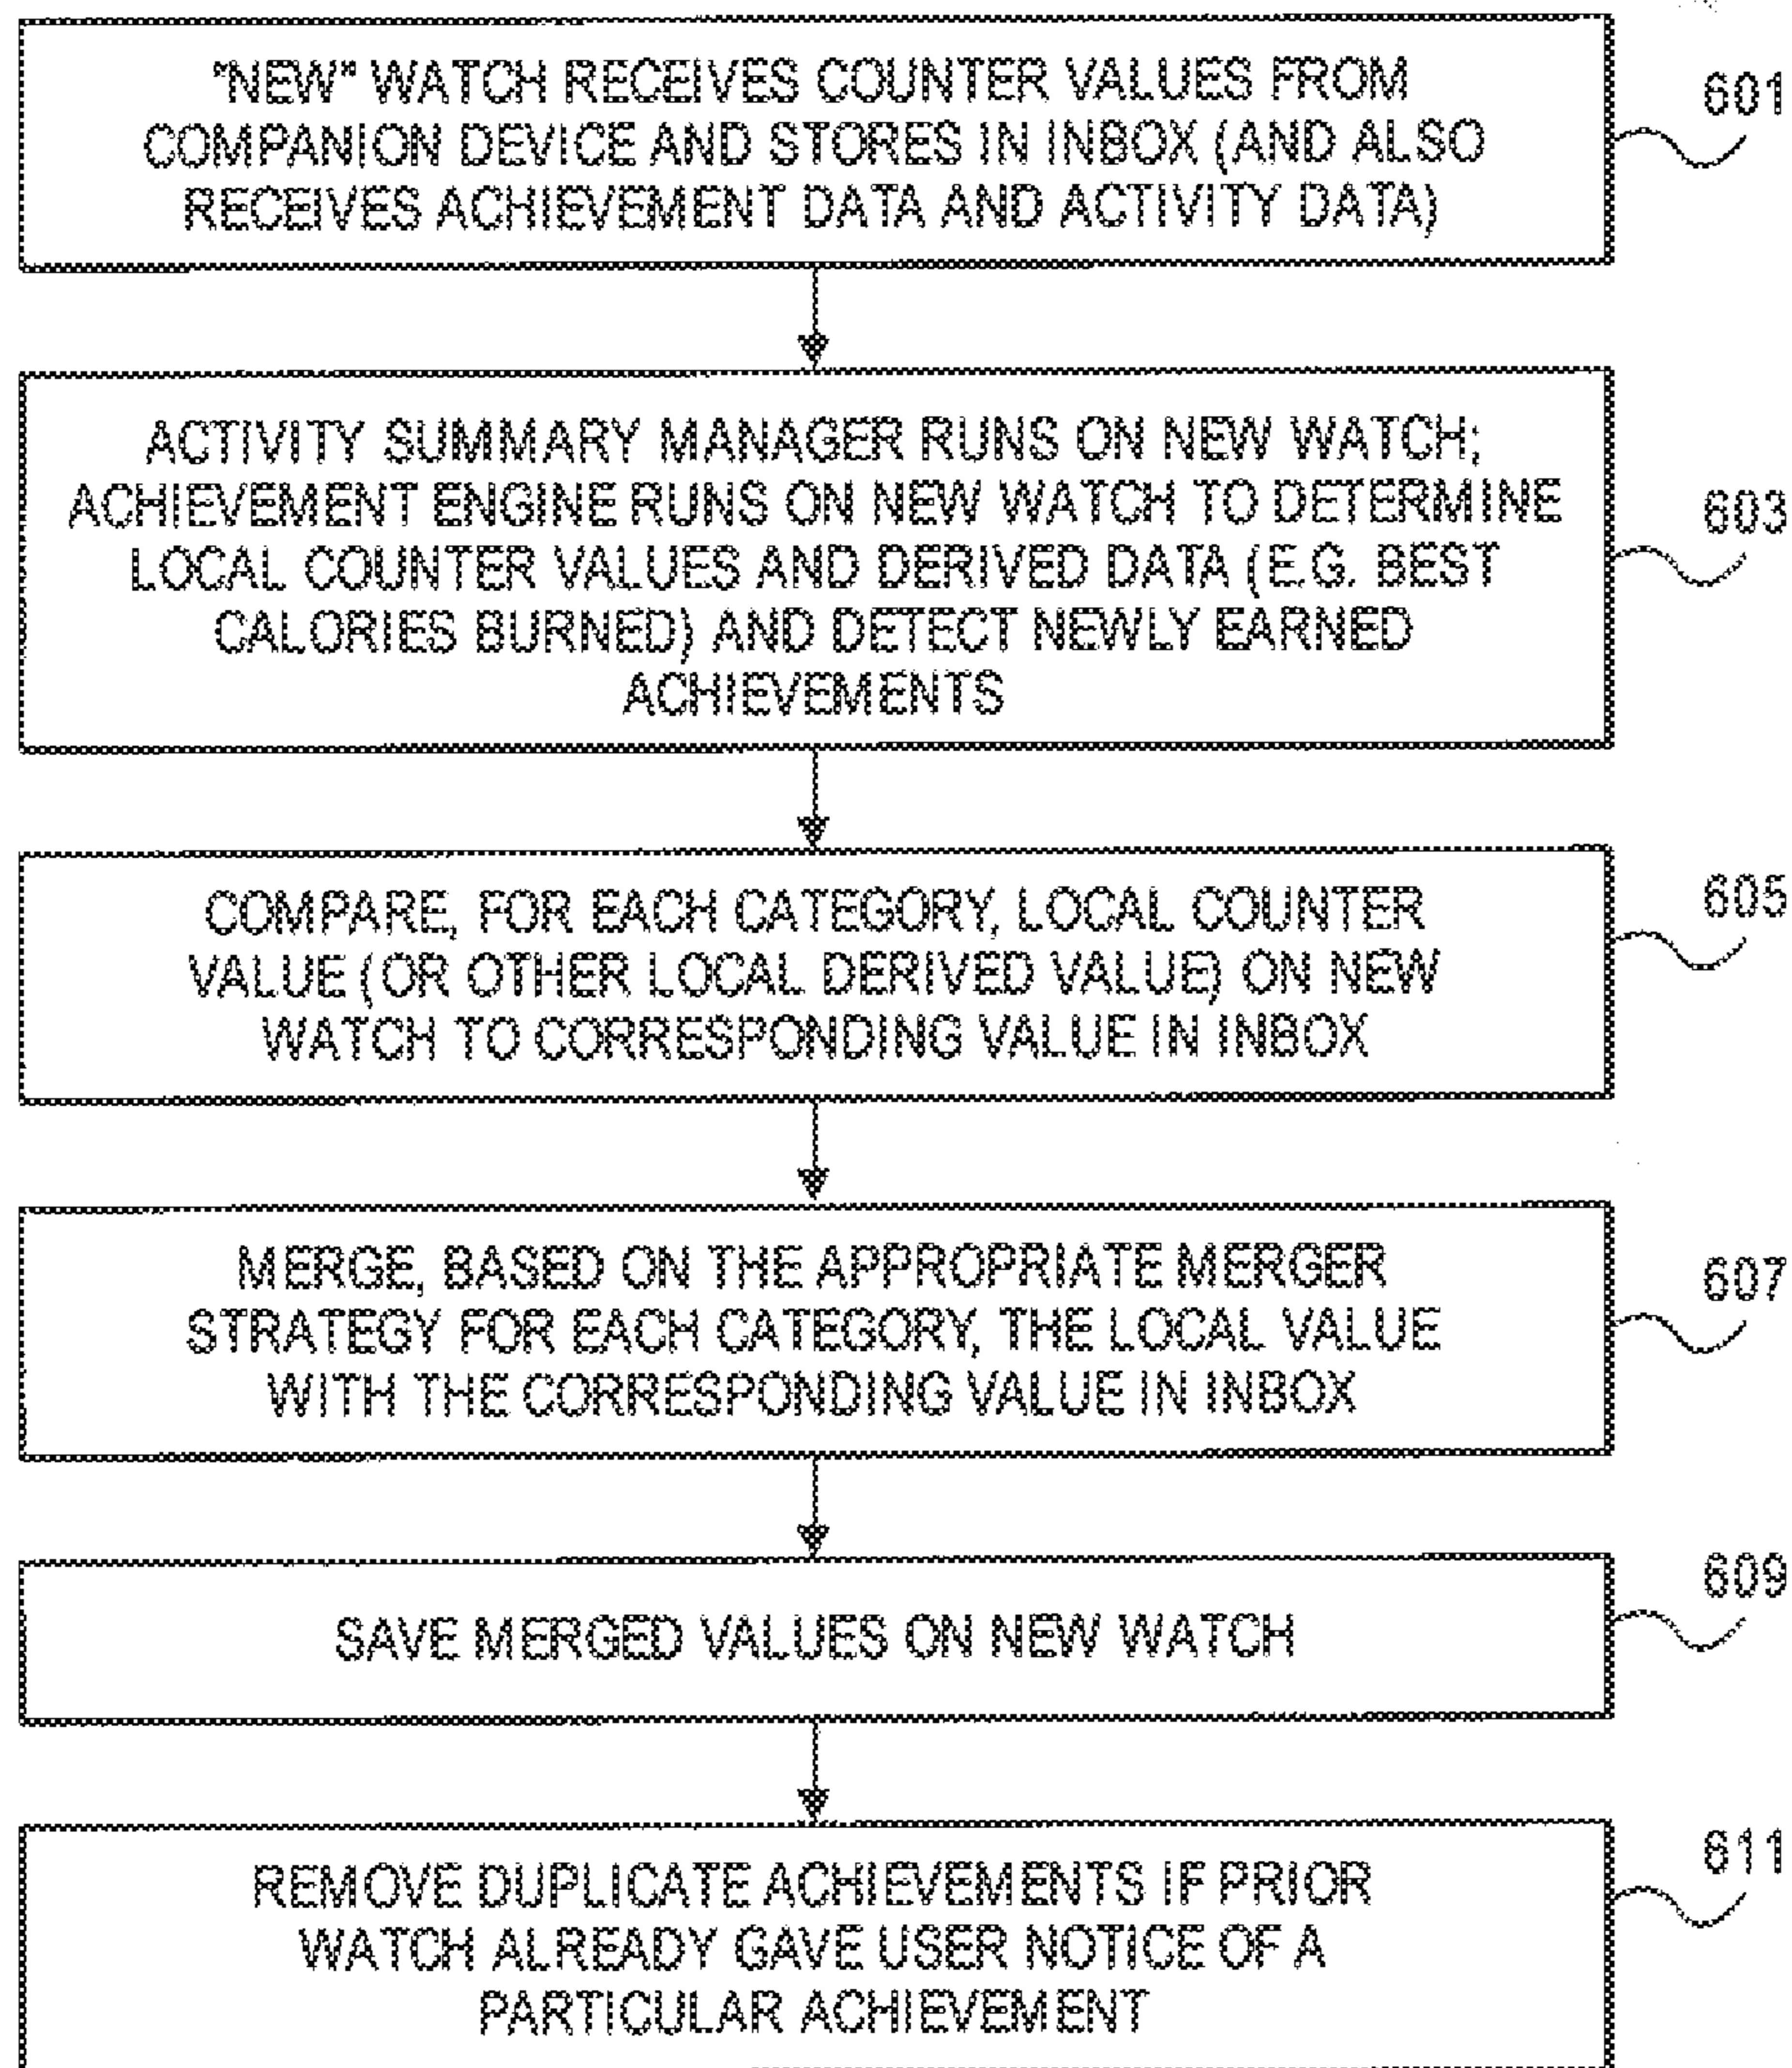 "NEW" WATCH RECEIVES COUNTER VALUES FROM
COMPANION DEVICE AND STORES IN INBOX (AND ALSO
RECEIVES ACHIEVEMENT DATA AND ACTIVITY DATA)
601
ACTIVITY SUMMARY MANAGER RUNS ON NEW WATCH;
ACHIEVEMENT ENGINE RUNS ON NEW WATCH TO DETERMINE
LOCAL COUNTER VALUES AND DERIVED DATA (E.G. BEST
CALORIES BURNED) AND DETECT NEWLY EARNED
ACHIEVEMENTS
603
COMPARE, FOR EACH CATEGORY, LOCAL COUNTER
VALUE (OR OTHER LOCAL DERIVED VALUE) ON NEW
WATCH TO CORRESPONDING VALUE IN INBOX
605
MERGE, BASED ON THE APPROPRIATE MERGER
STRATEGY FOR EACH CATEGORY, THE LOCAL VALUE
WITH THE CORRESPONDING VALUE IN INBOX
607
SAVE MERGED VALUES ON NEW WATCH
609
REMOVE DUPLICATE ACHIEVEMENTS IF PRIOR
WATCH ALREADY GAVE USER NOTICE OF A
PARTICULAR ACHIEVEMENT
611